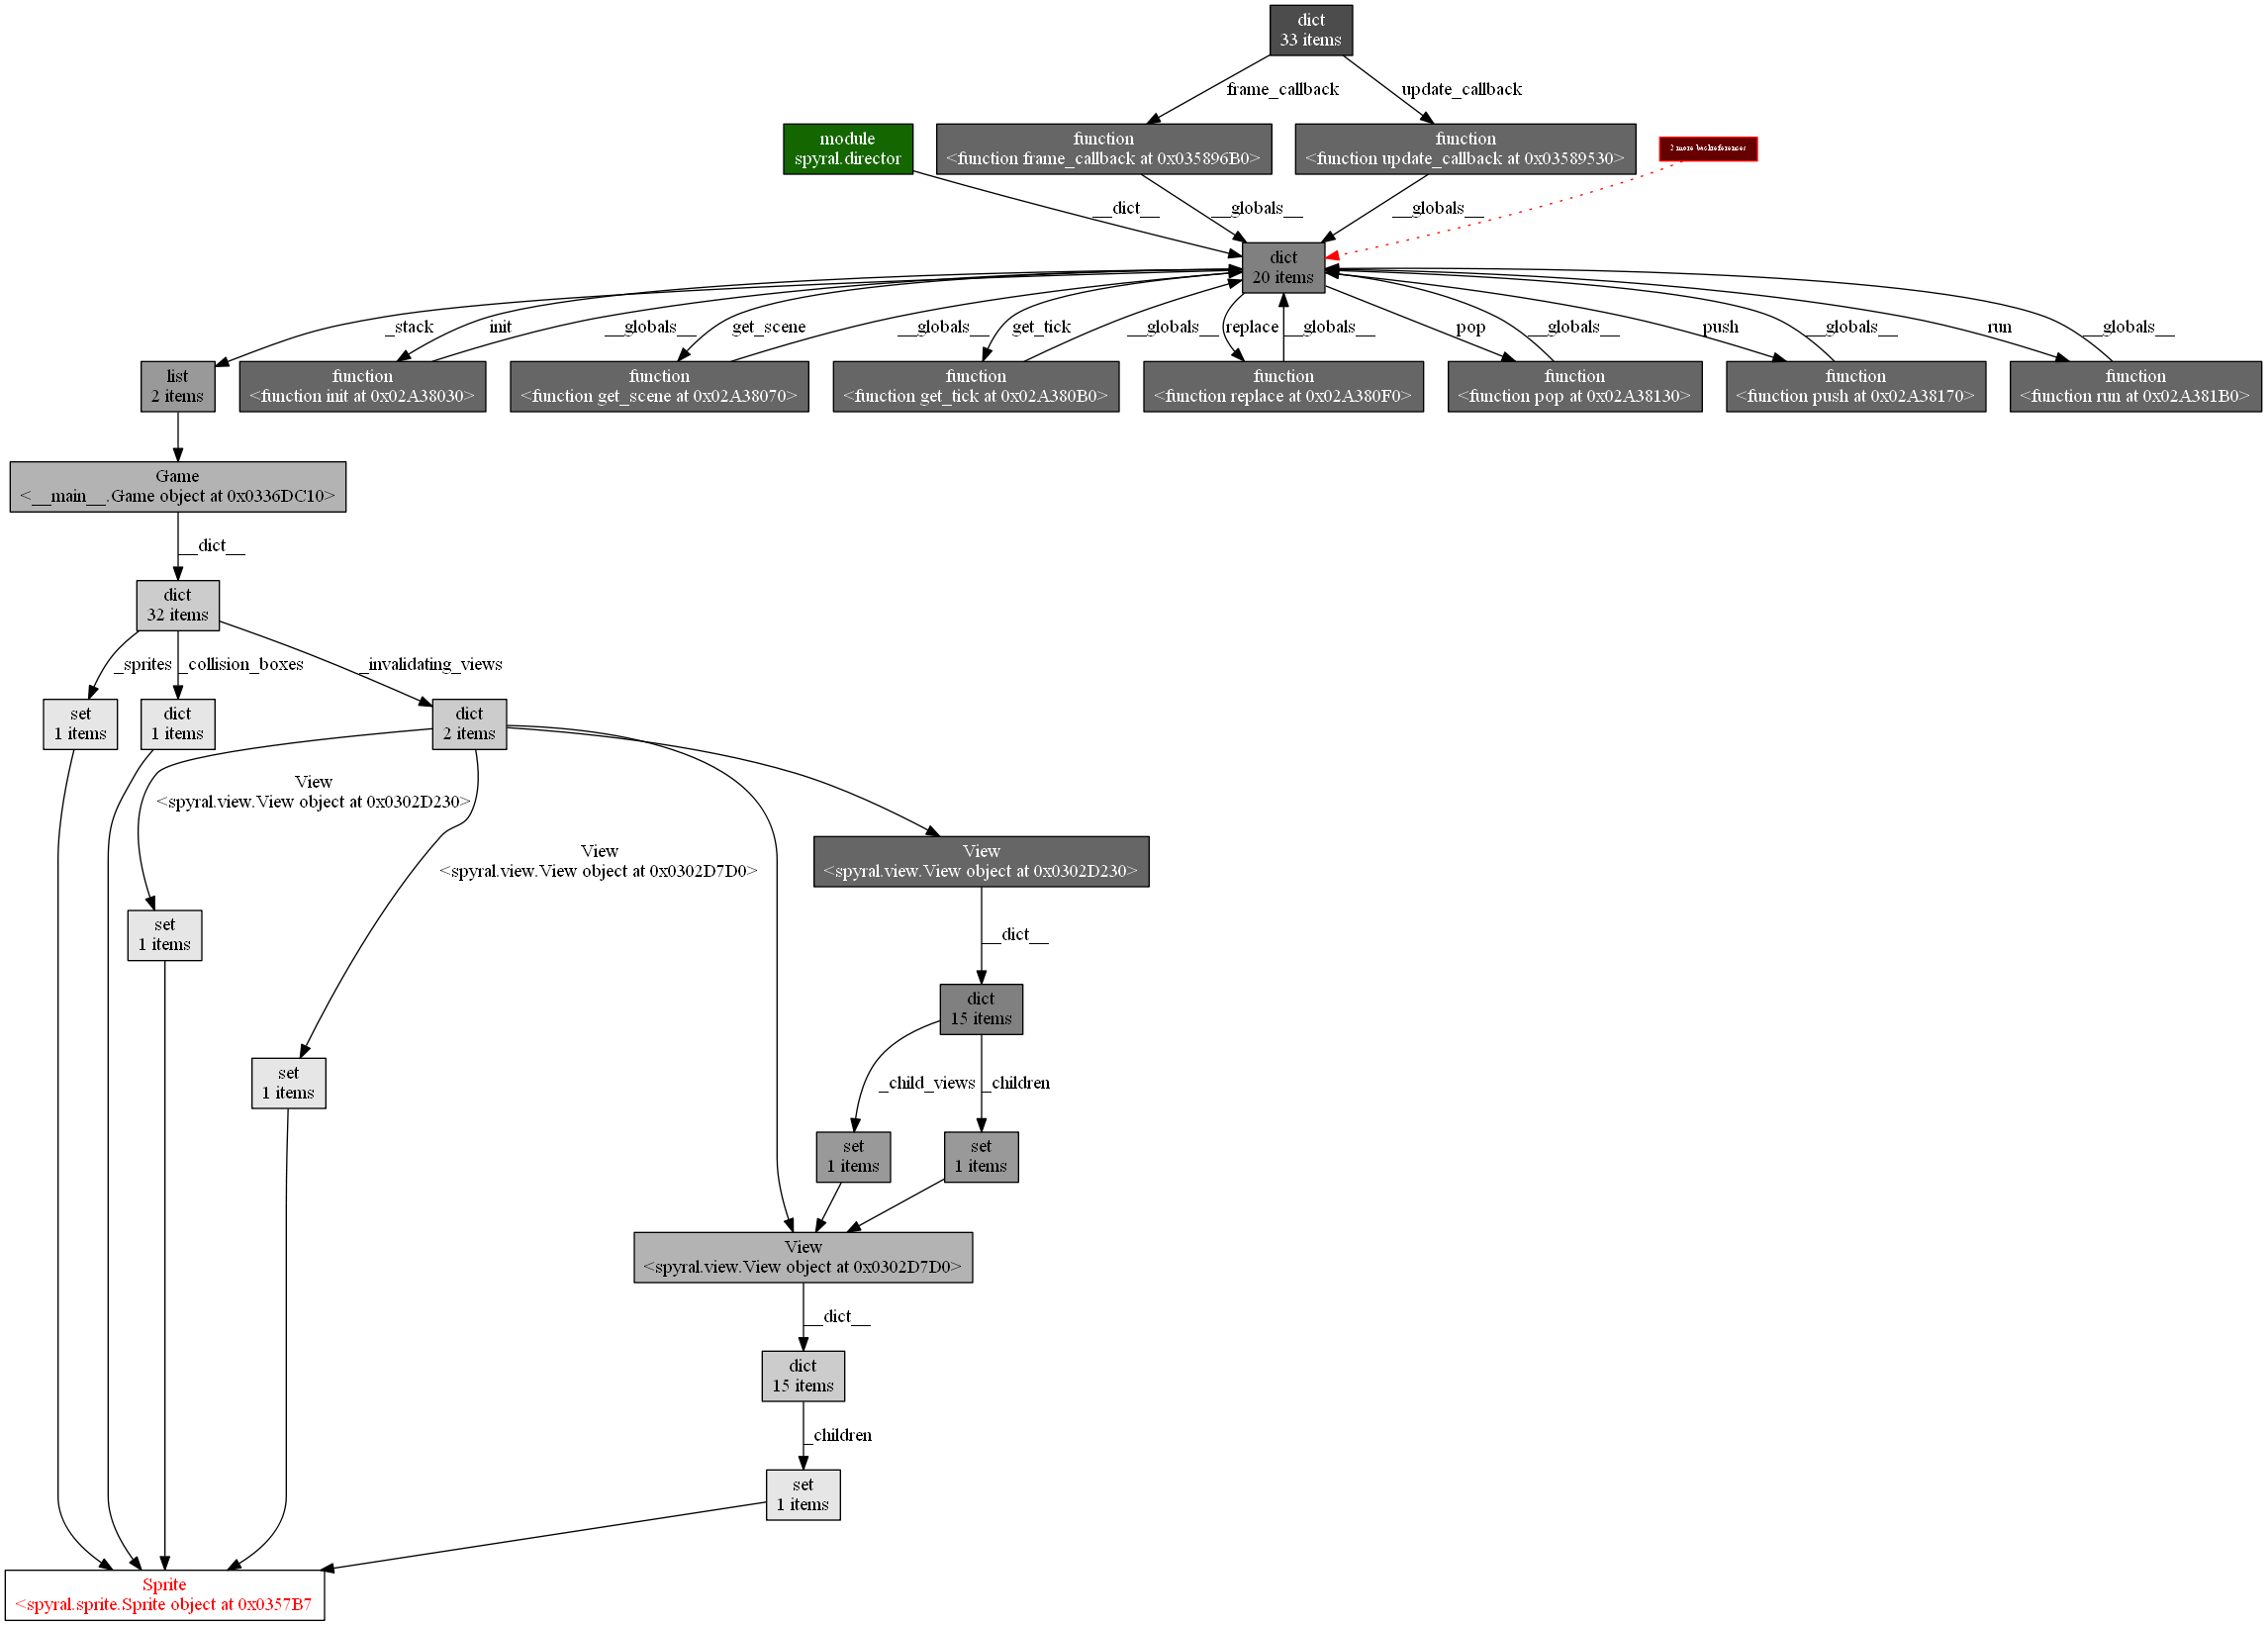 dict
33 items
frame_callback
update_callback
module
spyral.director
function
<function frame_callback at 0x035896B0>
function
<function update_callback at 0x03589530>
2 more backreferences
__dict__
__globals__
__globals__
dict
20 items
_stack
init
__globals__
get_scene
__globals__
get_tick
__globals__
replace
__globals__
pop
__globals__
push
__globals__
run
__globals__
list
2 items
function
<function init at 0x02A38030>
function
<function get_scene at 0x02A38070>
function
<function get_tick at 0x02A380B0>
function
<function replace at 0x02A380F0>
function
<function pop at 0x02A38130>
function
<function push at 0x02A38170>
function
<function run at 0x02A381B0>
Game
<__main__.Game object at 0x0336DC10>
__dict__
dict
32 items
_sprites
_collision_boxes
_invalidating_views
set
1 items
dict
1 items
dict
2 items
View
<spyral.view.View object at 0x0302D230>
View
<spyral.view.View object at 0x0302D7D0>
View
<spyral.view.View object at 0x0302D230>
set
1 items
__dict__
dict
15 items
set
1 items
_child_views
_children
set
1 items
set
1 items
View
<spyral.view.View object at 0x0302D7D0>
__dict__
dict
15 items
_children
set
1 items
Sprite
<spyral.sprite.Sprite object at 0x0357B7